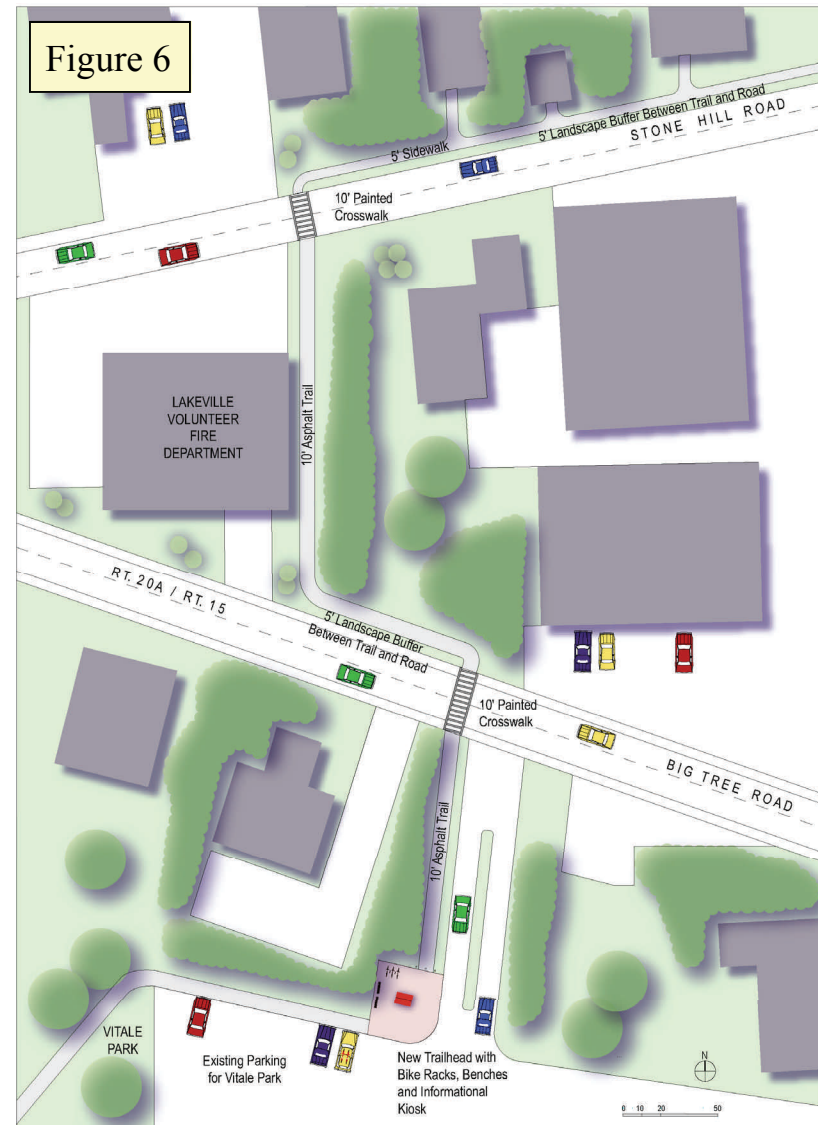 Figure 6
5' Landscape Buffer Between Trail and Road
STONE HILL ROAD
5' Sidewalk
10' Painted
Crosswalk
LAKEVILLE
VOLUNTEER
FIRE
DEPARTMENT
10' Asphalt Trail
RT. 20A / RT. 15
5' Landscape Buffer
Between Trail and Road
10' Painted
Crosswalk
BIG TREE ROAD
10' Asphalt Trail
VITALE
PARK
Existing Parking
for Vitale Park
New Trailhead with
Bike Racks, Benches
and Informational
Kiosk
N
0 10 20 50